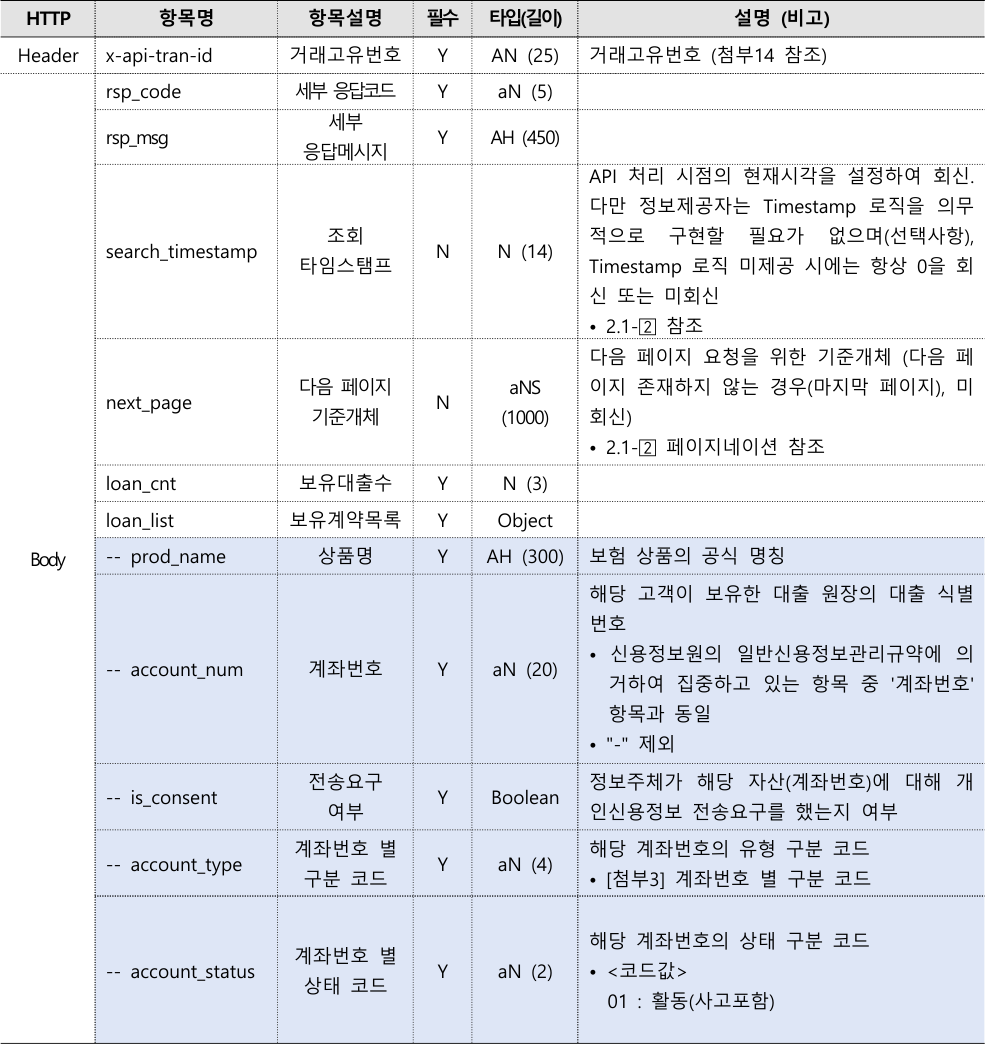 HTTP 항목명 항목설명 필수 타입(길이) 설명 (비고)
Header x-api-tran-id 거래고유번호 Y AN (25) 거래고유번호 (첨부14 참조)
Body
rsp_code 세부 응답코드 Y aN (5)
rsp_msg 세부
응답메시지 Y AH (450)
search_timestamp 조회
타임스탬프 N N (14)
API 처리 시점의 현재시각을 설정하여 회신.
다만 정보제공자는 Timestamp 로직을 의무
적으로 구현할 필요가 없으며(선택사항),
Timestamp 로직 미제공 시에는 항상 0을 회
신 또는 미회신
• 2.1-2 참조
next_page 다음 페이지
기준개체 N aNS
(1000)
다음 페이지 요청을 위한 기준개체 (다음 페
이지 존재하지 않는 경우(마지막 페이지), 미
회신)
• 2.1-2 페이지네이션 참조
loan_cnt 보유대출수 Y N (3)
loan_list 보유계약목록 Y Object
-- prod_name 상품명 Y AH (300) 보험 상품의 공식 명칭
-- account_num 계좌번호 Y aN (20)
해당 고객이 보유한 대출 원장의 대출 식별
번호
• 신용정보원의 일반신용정보관리규약에 의
거하여 집중하고 있는 항목 중 '계좌번호'
항목과 동일
• "-" 제외
-- is_consent 전송요구
여부 Y Boolean
정보주체가 해당 자산(계좌번호)에 대해 개
인신용정보 전송요구를 했는지 여부
-- account_type 계좌번호 별
구분 코드 Y aN (4)
해당 계좌번호의 유형 구분 코드
• [첨부3] 계좌번호 별 구분 코드
-- account_status 계좌번호 별
상태 코드 Y aN (2)
해당 계좌번호의 상태 구분 코드
• <코드값>
01 : 활동(사고포함)